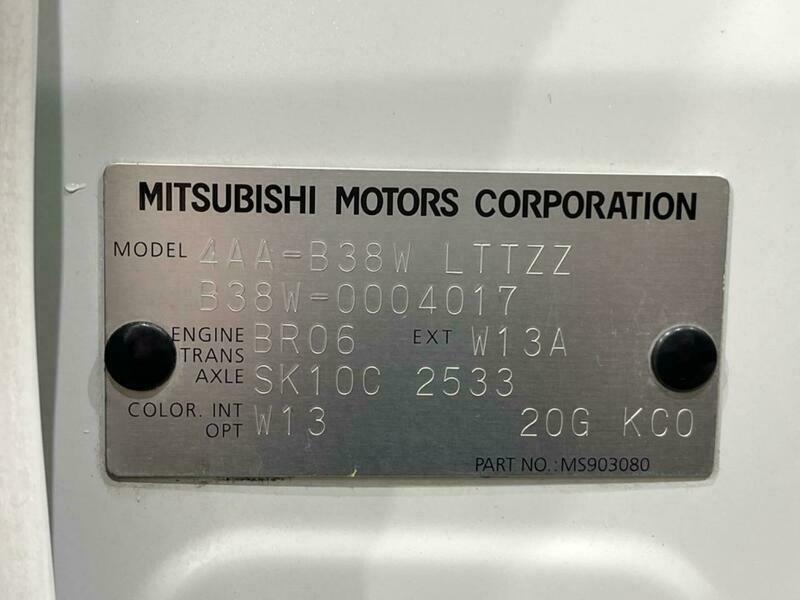 MITSUBISHI MOTORS CORPORATION
MODEL 4AA-B38W LTTZZ
B38W-0004017
ENGINE BR06 EXT W13A
TRANS
AXLE SK10C 2533
COLOR. INT W13 20G KCO
OPT
PART NO.:MS903080